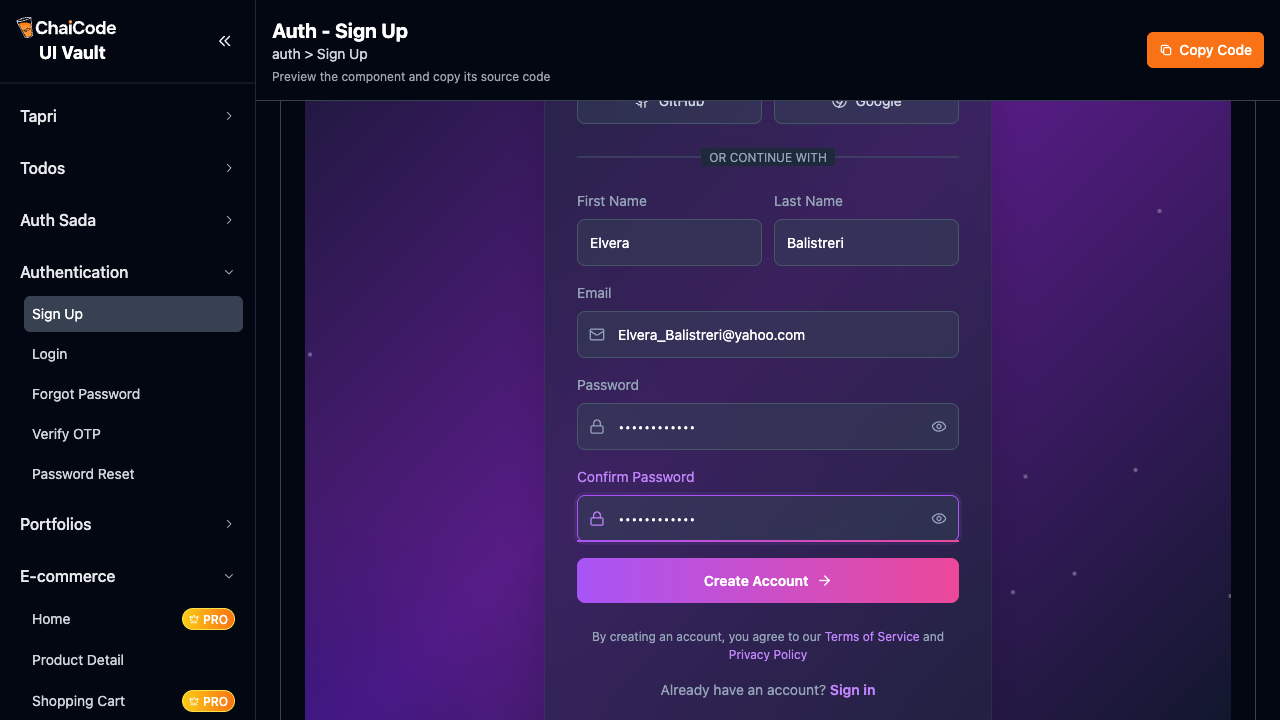 ChaiCode
UI Vault
Tapri
Todos
Auth Sada
Authentication
Sign Up
Login
Forgot Password
Verify OTP
Password Reset
Portfolios
E-commerce
Home
PRO
Product Detail
Shopping Cart
PRO
Auth - Sign Up
auth > Sign Up
Preview the component and copy its source code
Copy Code
GitHub
Google
OR CONTINUE WITH
First Name
Last Name
Elvera
Balistreri
Email
Elvera_Balistreri@yahoo.com
Password
••••••••••••
Confirm Password
••••••••••••
Create Account
By creating an account, you agree to our Terms of Service and
Privacy Policy
Already have an account? Sign in